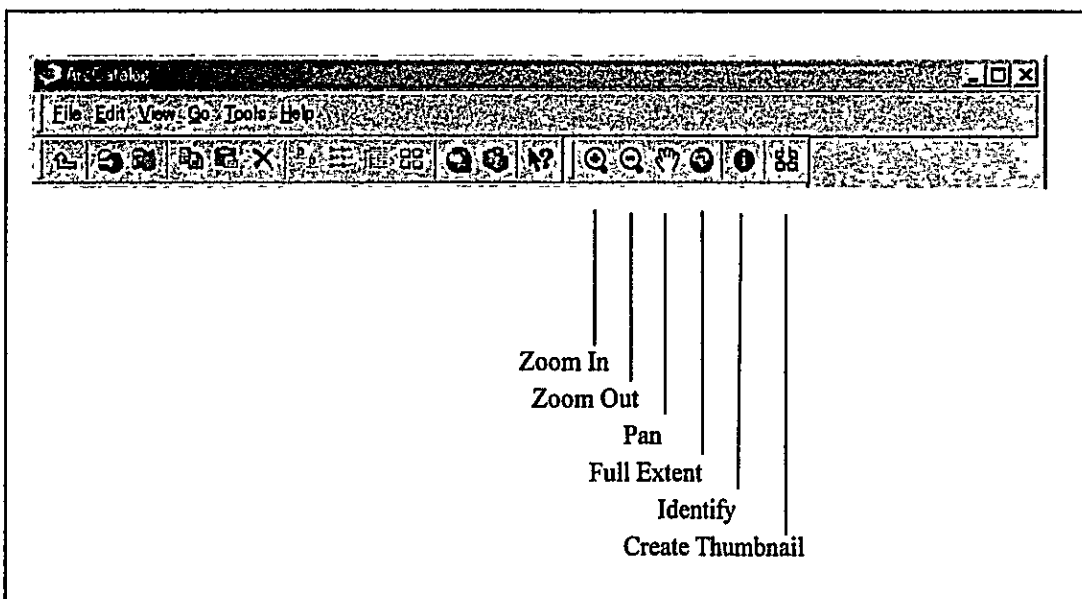 ArcCatalog
File Edit View Go Tools Help
Zoom In
Zoom Out
Pan
Full Extent
Identify
Create Thumbnail